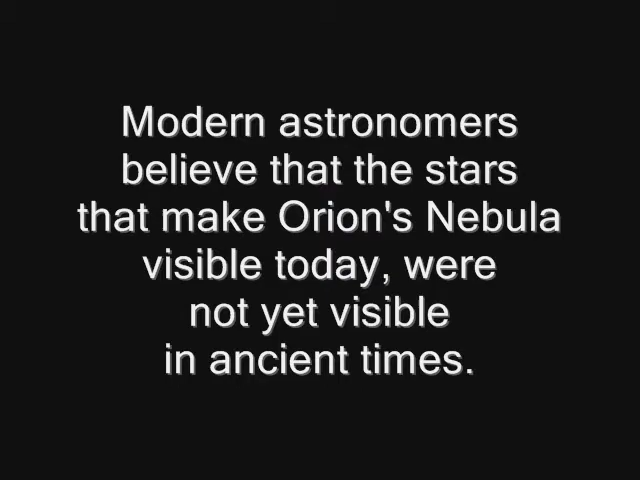 Modern astronomers
believe that the stars
that make Orion's Nebula
visible today, were
not yet visible
in ancient times.